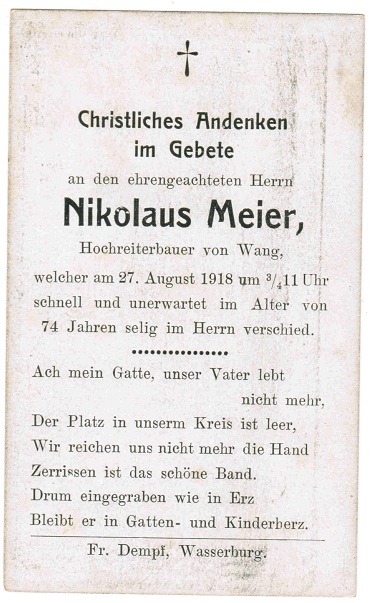 Christliches Andenken
im Gebete
an den ehrengeachteten Herrn
Nikolaus Meier,
Hochreiterbauer von Wang,
welcher am 27. August 1918 um ¾11 Uhr
schnell und unerwartet im Alter von
74 Jahren selig im Herrn verschied.
Ach mein Gatte, unser Vater lebt
nicht mehr,
Der Platz in unserm Kreis ist leer,
Wir reichen uns nicht mehr die Hand
Zerrissen ist das schöne Band.
Drum eingegraben wie in Erz
Bleibt er in Gatten- und Kinderherz.
Fr. Dempf, Wasserburg.